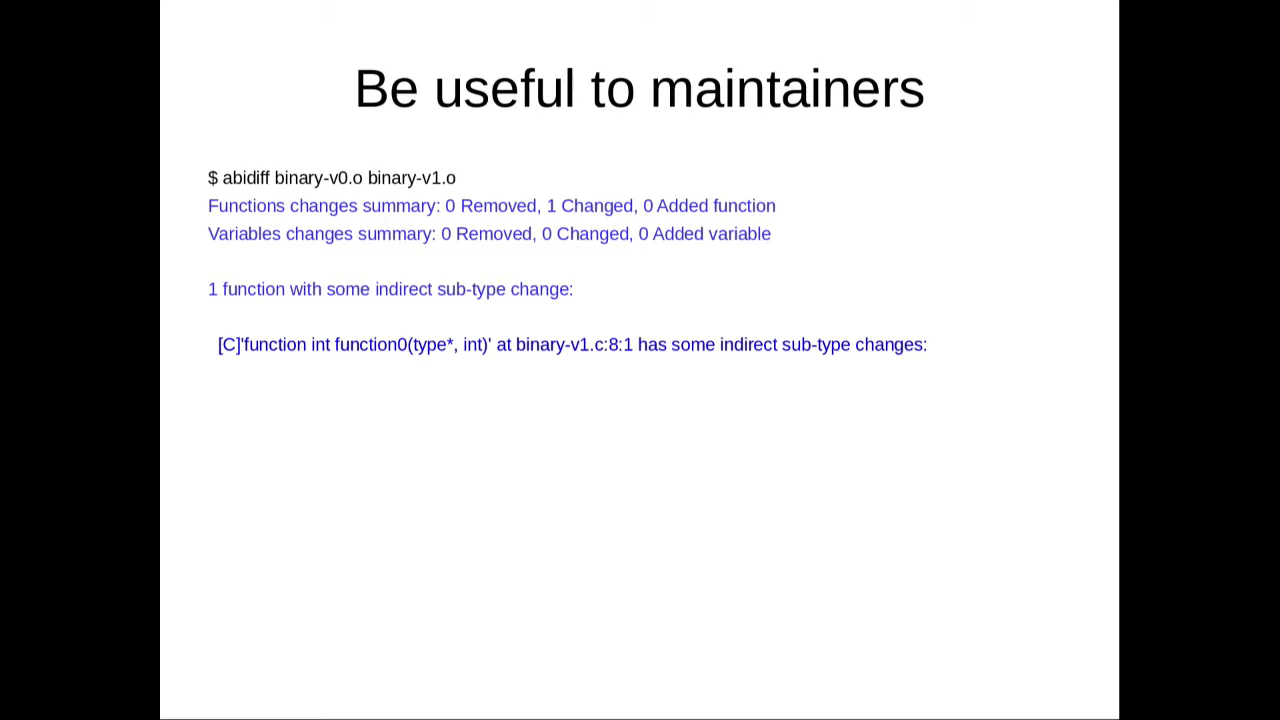 Be useful to maintainers
$ abidiff binary-v0.o binary-v1.o
Functions changes summary: 0 Removed, 1 Changed, 0 Added function
Variables changes summary: 0 Removed, 0 Changed, 0 Added variable
1 function with some indirect sub-type change:
[C]'function int function0(type*, int)' at binary-v1.c:8:1 has some indirect sub-type changes: